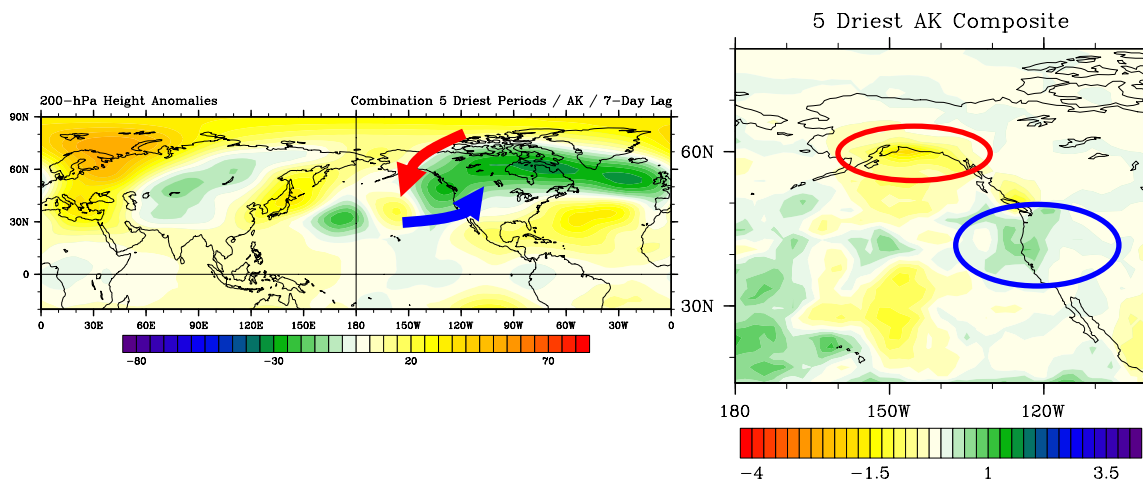 5 Driest AK Composite
200-hPa Height Anomalies
Combination 5 Driest Periods / AK / 7-Day Lag
90N
60N
30N
0
30S
0 30E 60E 90E 120E 150E 180 150W 120W 90W 60W 30W 0
-80 -30 20 70
60N
30N
180 150W 120W
-4 -1.5 1 3.5